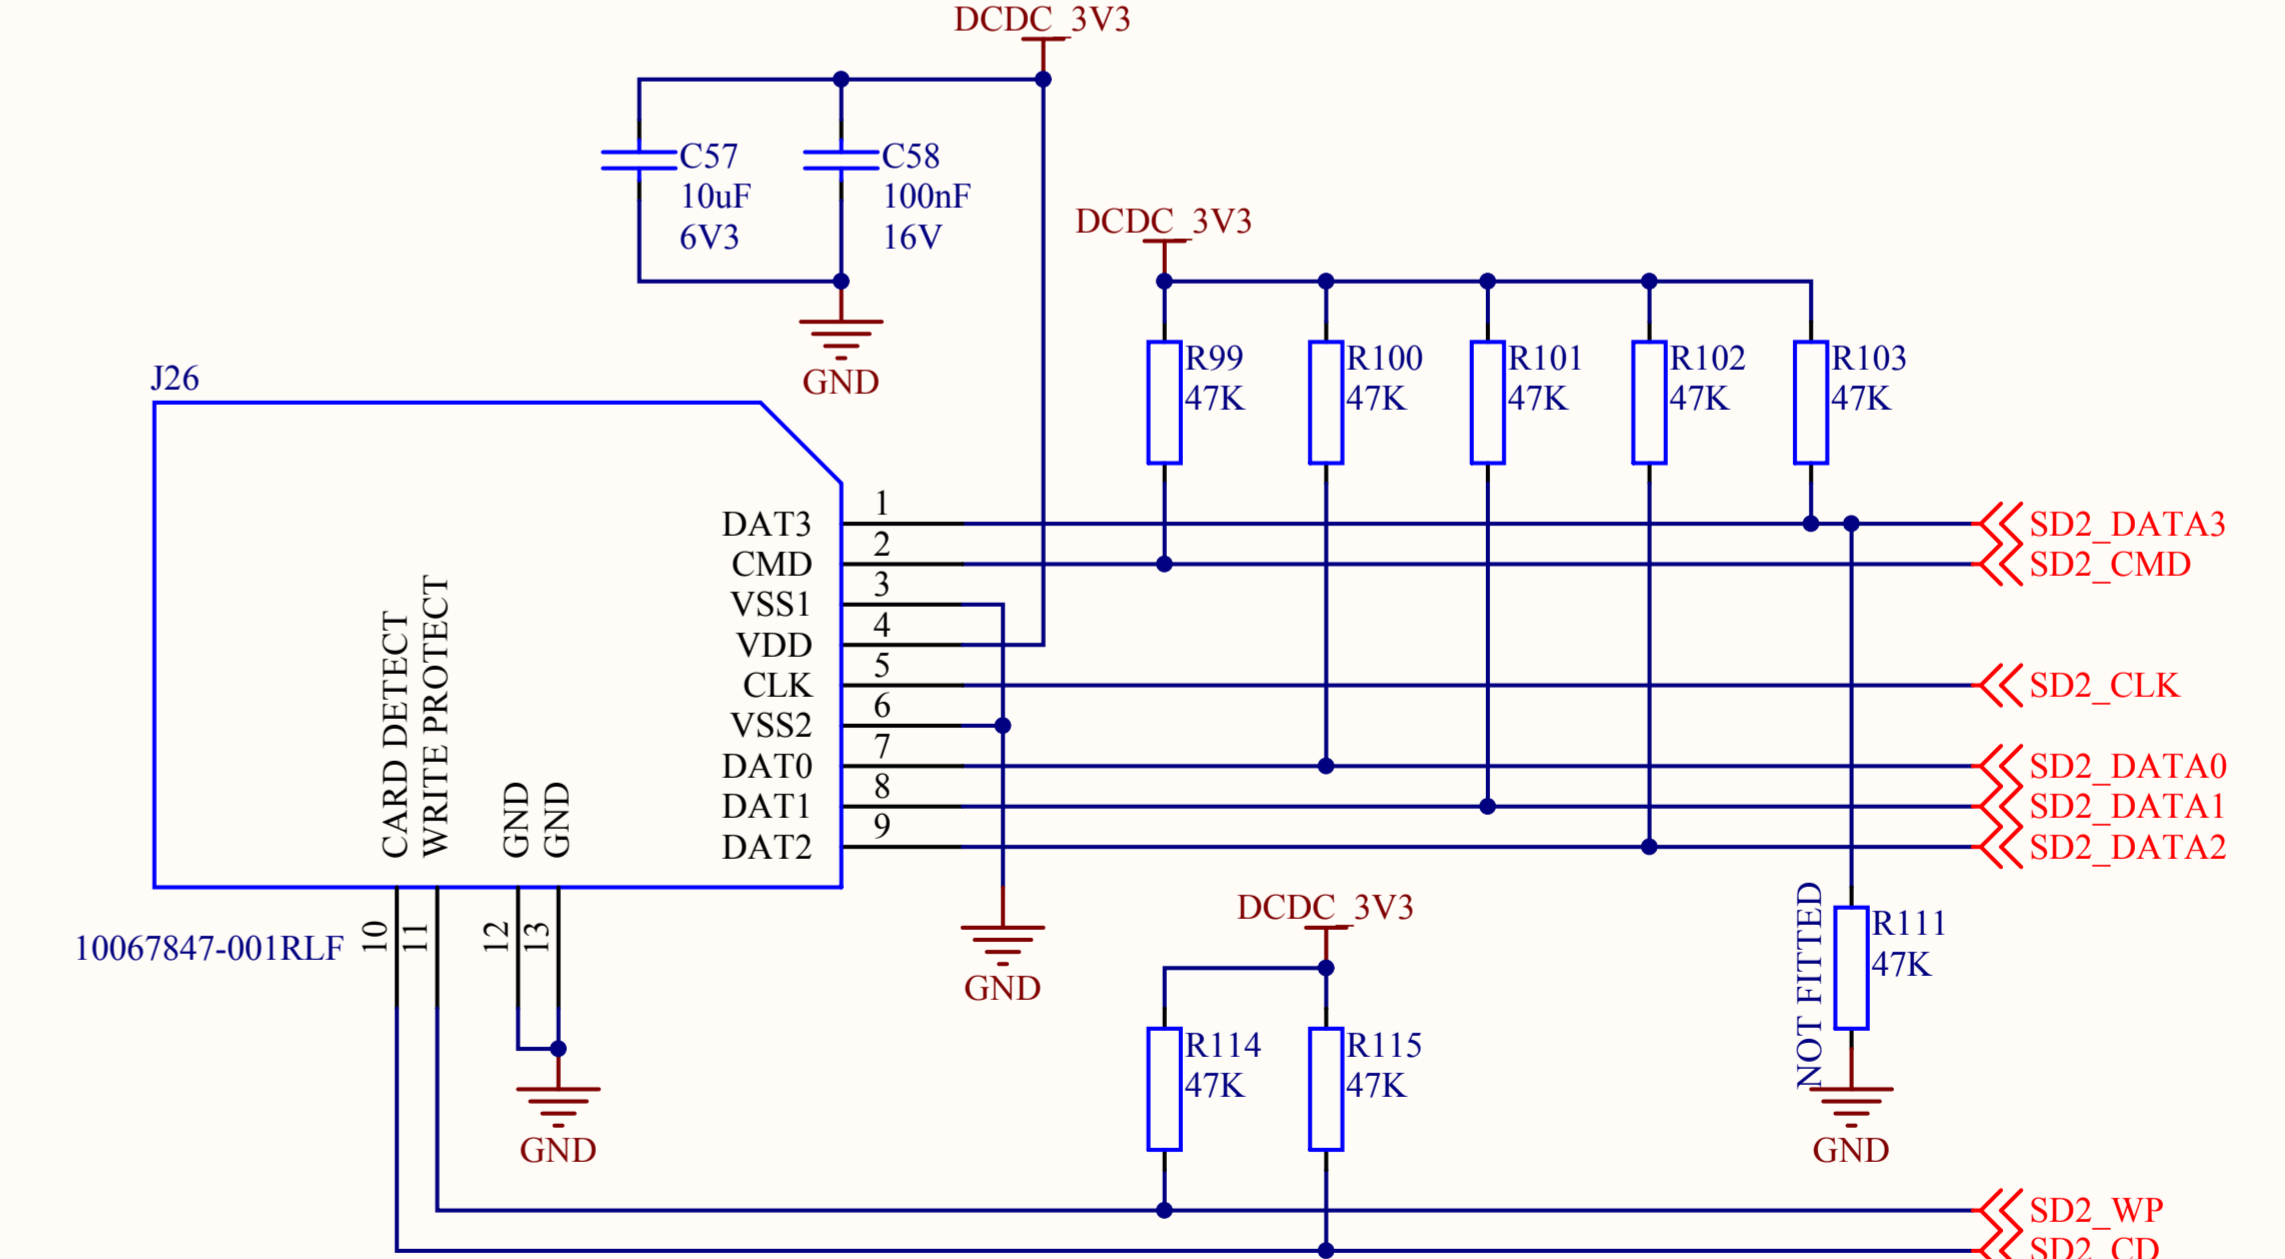 DCDC_3V3
C57
10uF
6V3
C58
100nF
16V
GND
DCDC_3V3
R99
47K
R100
47K
R101
47K
R102
47K
R103
47K
J26
DAT3 1 SD2_DATA3
CMD 2 SD2_CMD
VSS1 3
VDD 4
CLK 5 SD2_CLK
VSS2 6
DAT0 7 SD2_DATA0
DAT1 8 SD2_DATA1
DAT2 9 SD2_DATA2
CARD DETECT
WRITE PROTECT
GND
GND
10067847-001RLF
10
11
12
13
GND
GND
DCDC_3V3
R114
47K
R115
47K
NOT FITTED
R111
47K
GND
SD2_WP
SD2_CD